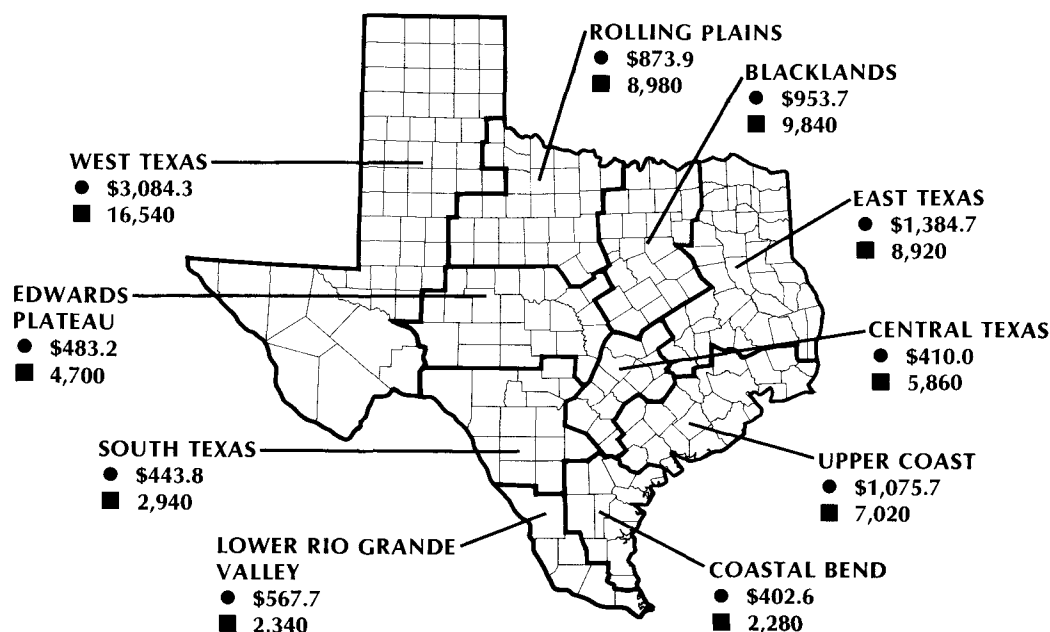 ROLLING PLAINS
$873.9
8,980
BLACKLANDS
$953.7
9,840
WEST TEXAS
$3,084.3
16,540
EAST TEXAS
$1,384.7
8,920
EDWARDS
PLATEAU
$483.2
4,700
CENTRAL TEXAS
$410.0
5,860
SOUTH TEXAS
$443.8
2,940
UPPER COAST
$1,075.7
7,020
LOWER RIO GRANDE
VALLEY
$567.7
2,340
COASTAL BEND
$402.6
2,280